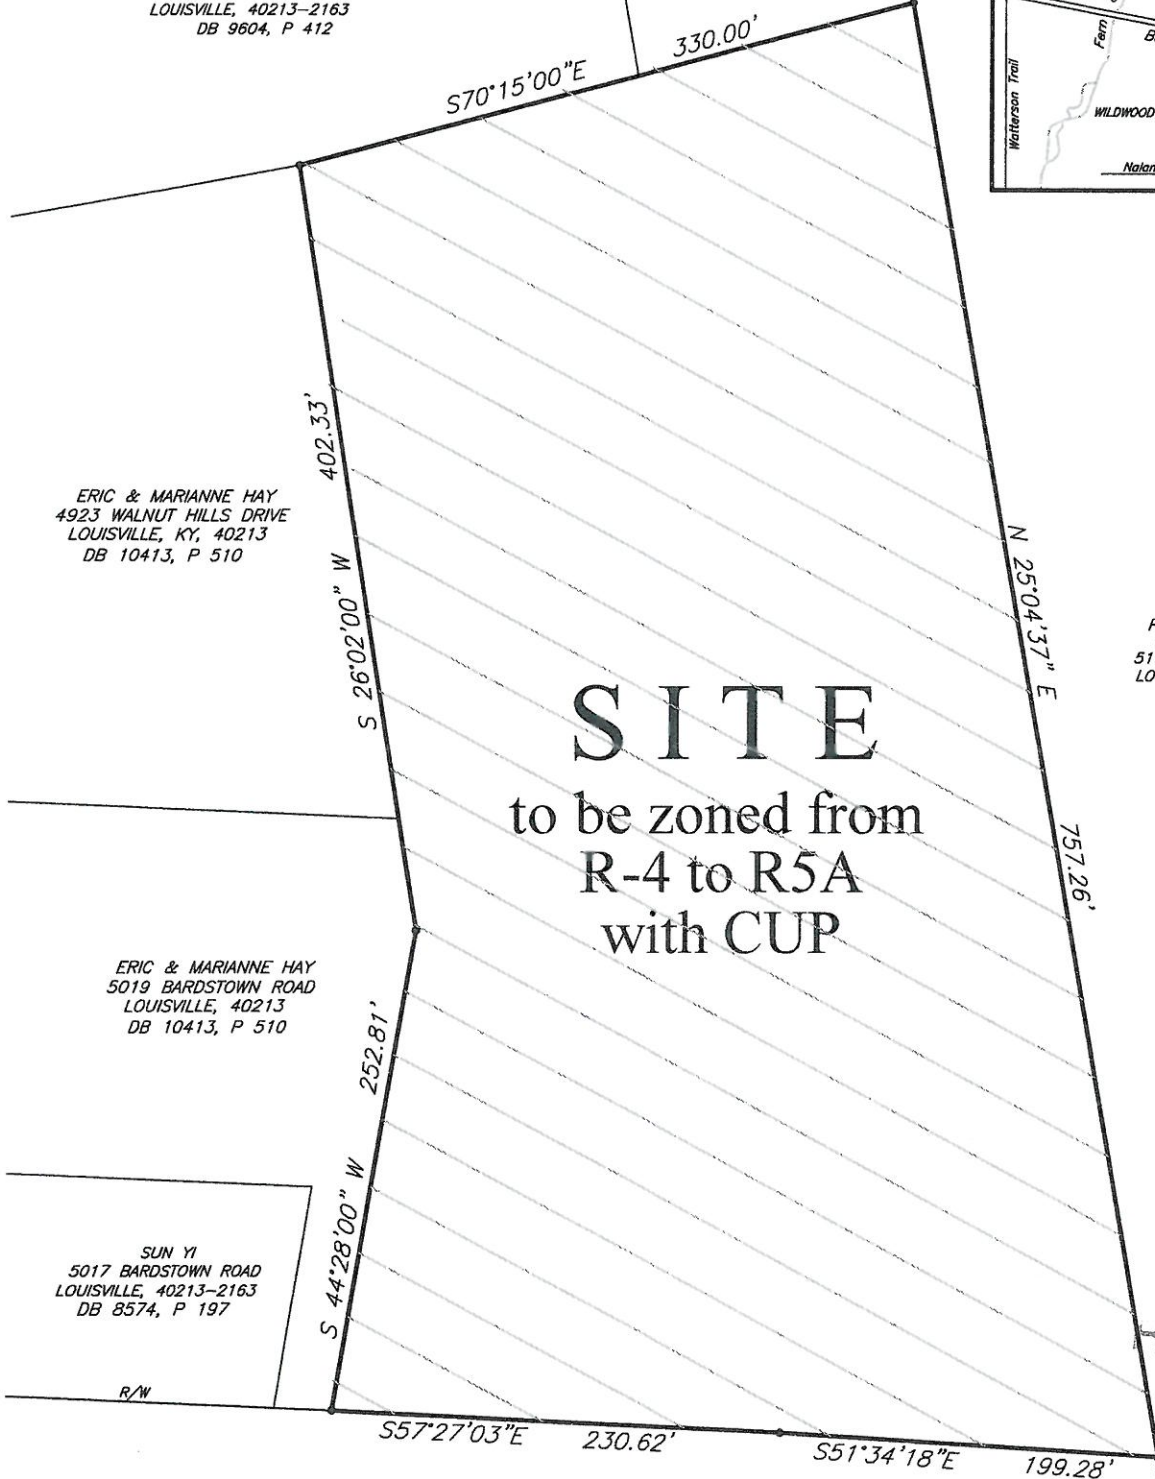 LOUISVILLE, 40213-2163
DB 9604, P 412
S70°15'00"E
330.00'
Watterson Trail
Fern
WILDWOOD
402.33'
S 26°02'00" W
ERIC & MARIANNE HAY
4923 WALNUT HILLS DRIVE
LOUISVILLE, KY, 40213
DB 10413, P 510
N 25°04'37" E
757.26'
51
LO
SITE
to be zoned from
R-4 to R5A
with CUP
ERIC & MARIANNE HAY
5019 BARDSTOWN ROAD
LOUISVILLE, 40213
DB 10413, P 510
252.81'
S 44°28'00" W
SUN YI
5017 BARDSTOWN ROAD
LOUISVILLE, 40213-2163
DB 8574, P 197
R/W
S57°27'03"E
230.62'
S51°34'18"E
199.28'